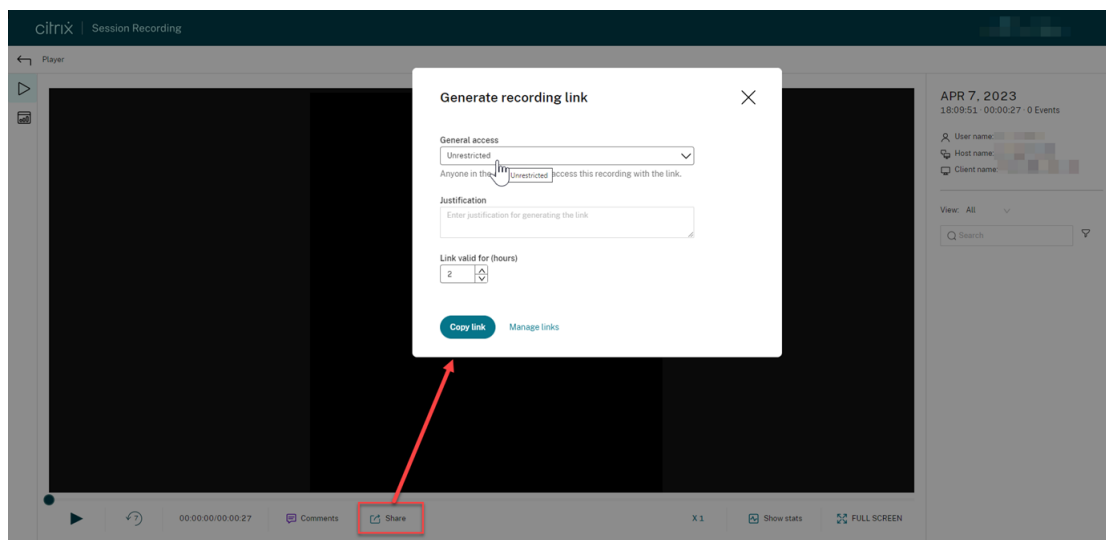 citrix | Session Recording
Player
Generate recording link
General access
Unrestricted
Anyone in the access this recording with the link.
Unrestricted
Justification
Enter justification for generating the link
Link valid for (hours)
2
Copy link
Manage links
APR 7, 2023
18:09:51 · 00:00:27 · 0 Events
User name:
Host name:
Client name:
View: All
Search
7
00:00:00/00:00:27
Comments
Share
X 1
Show stats
FULL SCREEN